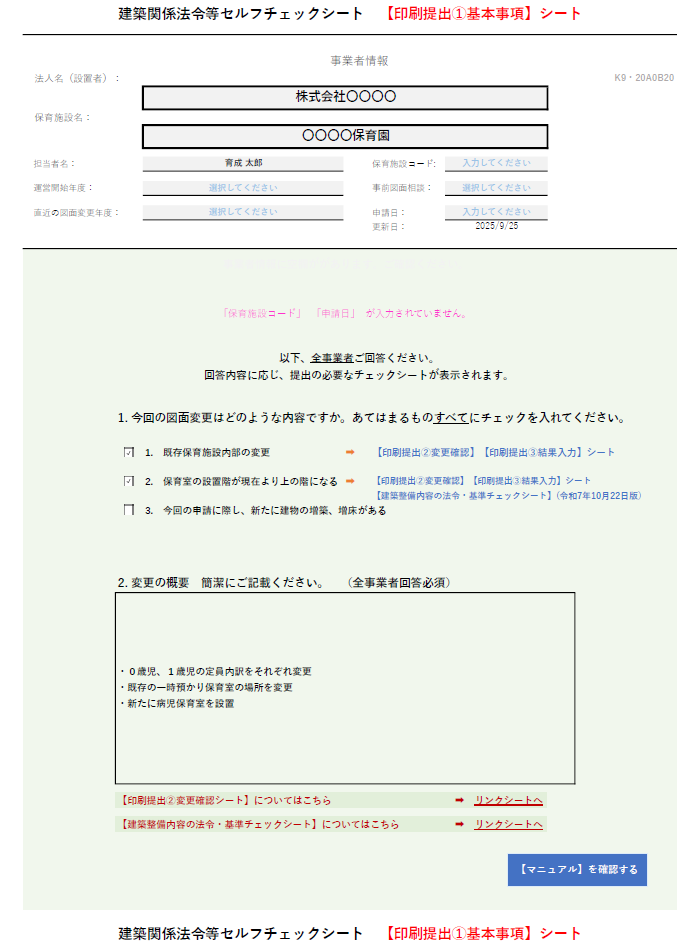 建築関係法令等セルフチェックシート 【印刷提出①基本事項】シート
事業者情報
法人名（設置者）： K9・20A0B20
株式会社〇〇〇〇
保育施設名：
〇〇〇〇保育園
担当者名： 育成 太郎 保育施設コード: 入力してください
運営開始年度： 選択してください 事前図面相談： 選択してください
直近の図面変更年度： 選択してください 申請日： 入力してください
更新日： 2025/9/25
「保育施設コード」 「申請日」 が入力されていません。
以下、全事業者ご回答ください。
回答内容に応じ、提出の必要なチェックシートが表示されます。
1. 今回の図面変更はどのような内容ですか。あてはまるものすべてにチェックを入れてください。
☑ 1. 既存保育施設内部の変更 ➡ 【印刷提出②変更確認】【印刷提出③結果入力】シート
☑ 2. 保育室の設置階が現在より上の階になる ➡ 【印刷提出②変更確認】【印刷提出③結果入力】シート
【建築整備内容の法令・基準チェックシート】（令和7年10月22日版）
☐ 3. 今回の申請に際し、新たに建物の増築、増床がある
2. 変更の概要 簡潔にご記載ください。 （全事業者回答必須）
・０歳児、１歳児の定員内訳をそれぞれ変更
・既存の一時預かり保育室の場所を変更
・新たに病児保育室を設置
【印刷提出②変更確認シート】についてはこちら ➡ リンクシートへ
【建築整備内容の法令・基準チェックシート】についてはこちら ➡ リンクシートへ
【マニュアル】を確認する
建築関係法令等セルフチェックシート 【印刷提出①基本事項】シート